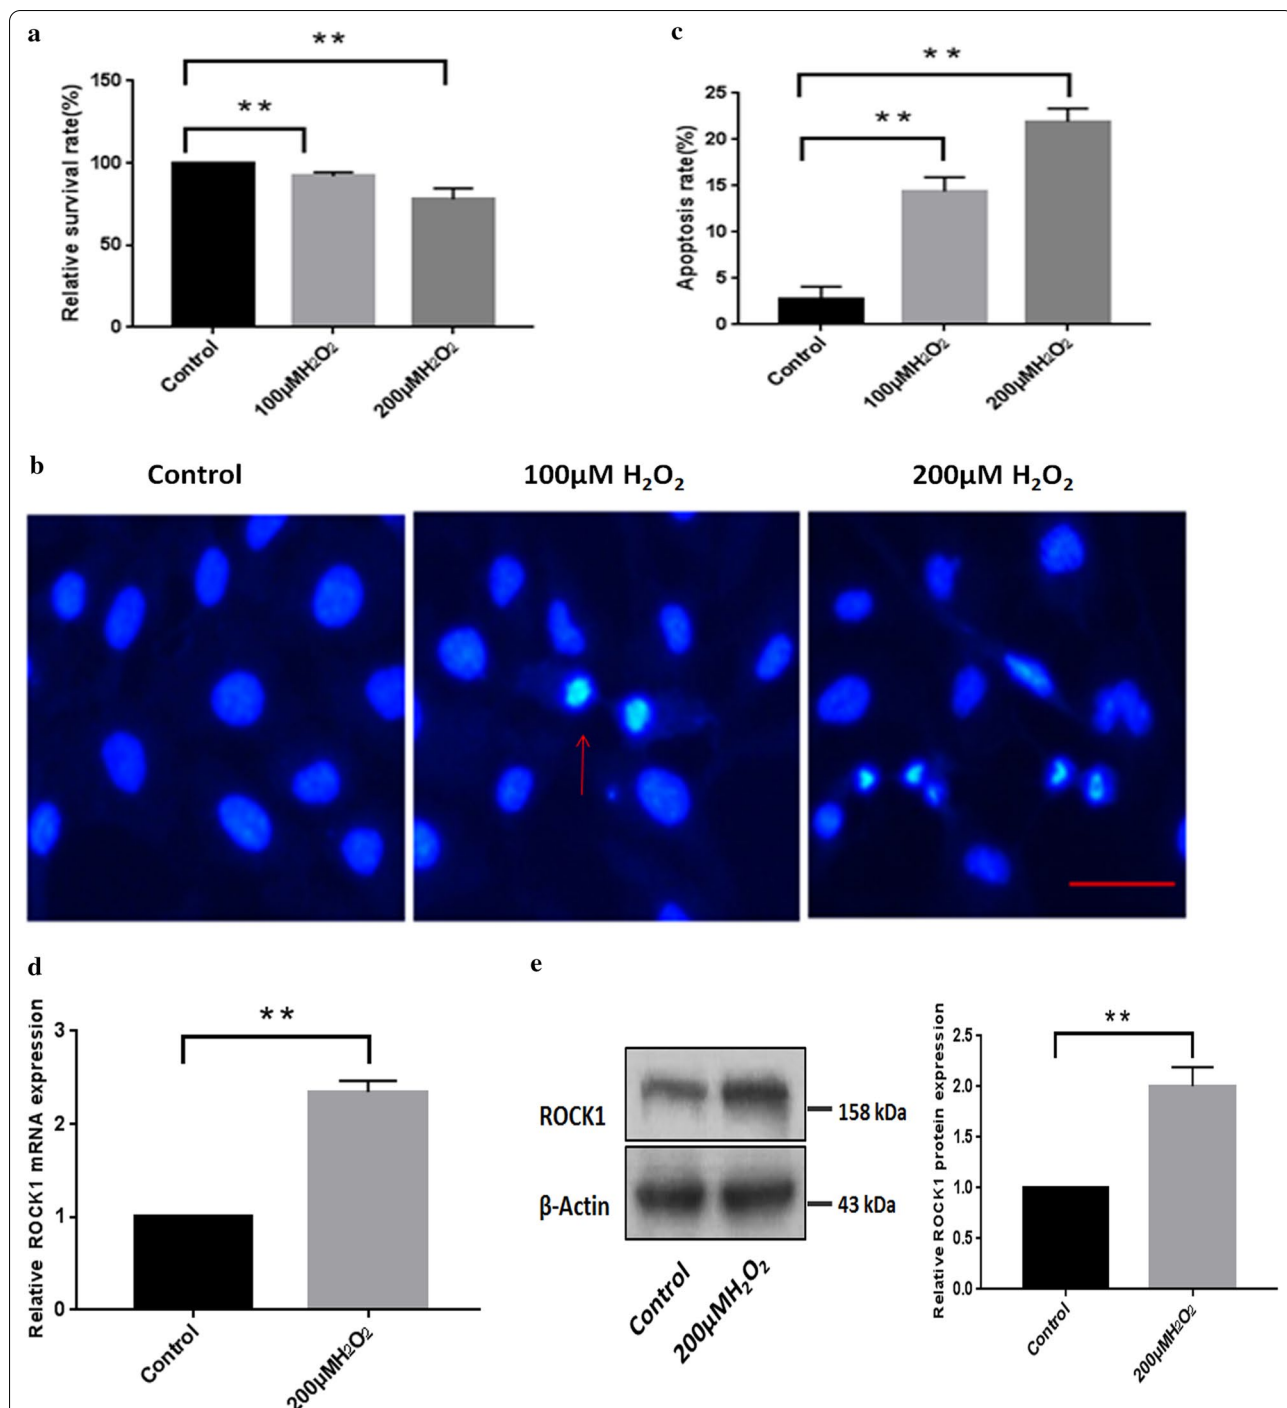 a
**
**
Relative survival rate(%)
150
100
50
0
Control
100μMH₂O₂
200μMH₂O₂
c
**
**
Apoptosis rate(%)
25
20
15
10
5
0
Control
100μMH₂O₂
200μMH₂O₂
b
Control
100μM H₂O₂
200μM H₂O₂
d
**
Relative ROCK1 mRNA expression
3
2
1
0
Control
200μMH₂O₂
e
ROCK1
158 kDa
β-Actin
43 kDa
Control
200μMH₂O₂
**
Relative ROCK1 protein expression
2.5
2.0
1.5
1.0
0.5
0.0
Control
200μMH₂O₂